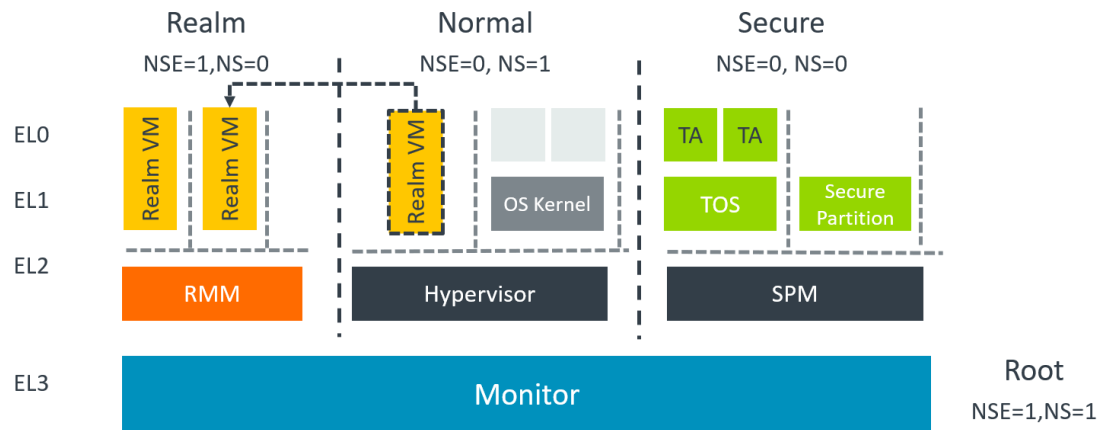 Realm
Normal
Secure
NSE=1,NS=0
NSE=0, NS=1
NSE=0, NS=0
EL0
Realm VM
Realm VM
Realm VM
TA
TA
EL1
OS Kernel
TOS
Secure
Partition
EL2
RMM
Hypervisor
SPM
EL3
Monitor
Root
NSE=1,NS=1